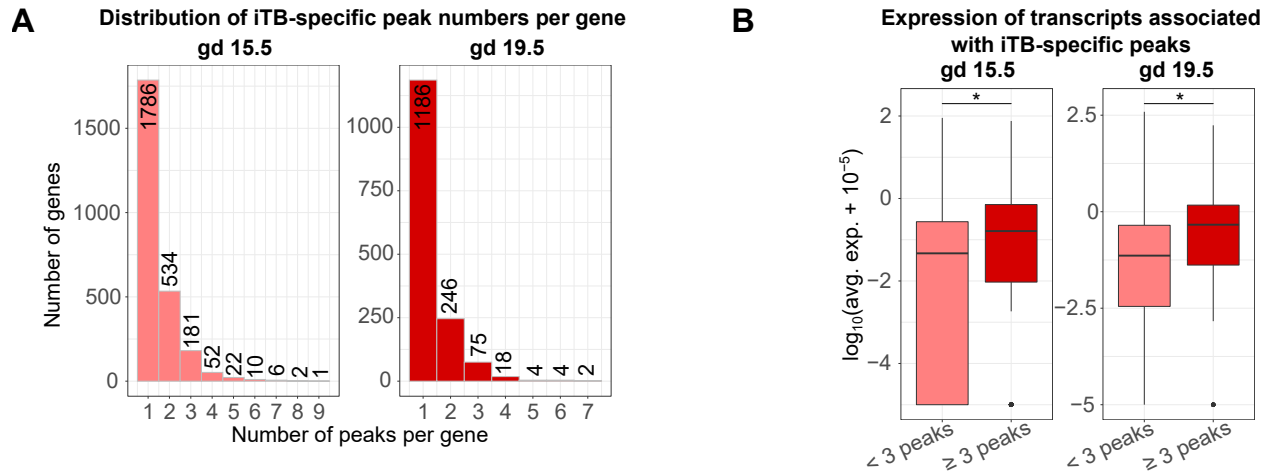 A
Distribution of iTB-specific peak numbers per gene
gd 15.5
gd 19.5
Number of genes
1500
1000
500
0
1786
534
181
52
22
10
6
2
1
1 2 3 4 5 6 7 8 9
1000
750
500
250
0
1186
246
75
18
4
4
2
1 2 3 4 5 6 7
Number of peaks per gene
B
Expression of transcripts associated
with iTB-specific peaks
gd 15.5
gd 19.5
log₁₀(avg. exp. + 10⁻⁵)
2
0
−2
−4
*
< 3 peaks
≥ 3 peaks
2.5
0
−2.5
−5
*
< 3 peaks
≥ 3 peaks